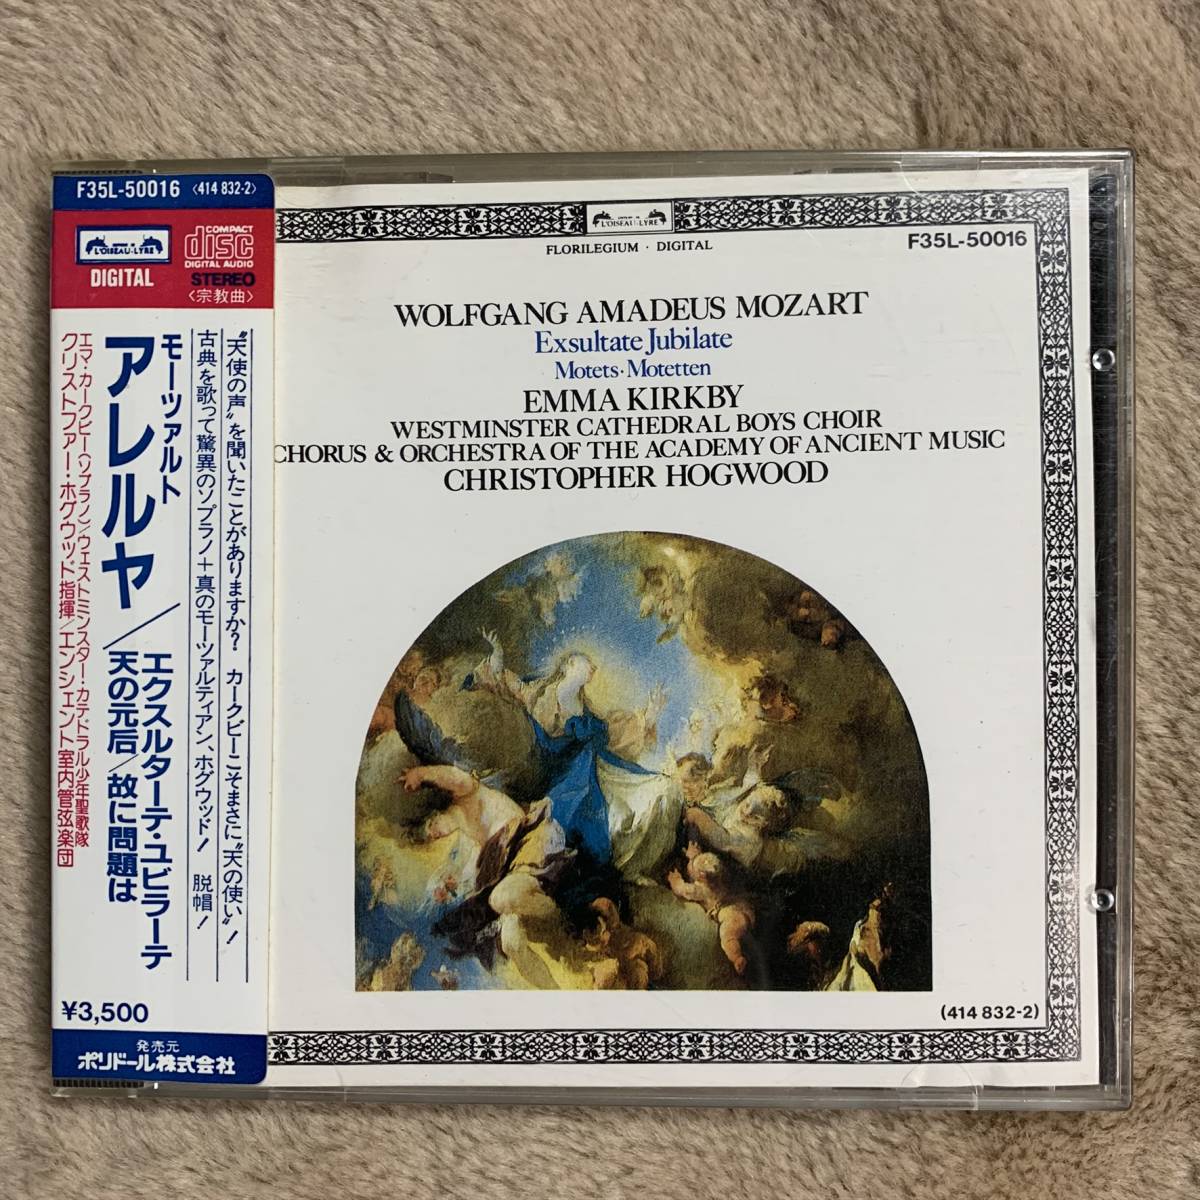 F35L-50016 〈414 832-2〉
L'OISEAU-LYRE
DIGITAL
COMPACT
disc
DIGITAL AUDIO
STEREO
〈宗教曲〉
“天使の声”を聞いたことがありますか? カークビーこそまさに“天の使い”!
古典を歌って驚異のソプラノ+真のモーツァルティアン、ホグウッド! 脱帽!
モーツァルト
アレルヤ/エクスルターテ・ユビラーテ
/天の元后/故に問題は
エマ・カークビー(ソプラノ)/ウェストミンスター・カテドラル少年聖歌隊
クリストファー・ホグウッド指揮/エンシェント室内管弦楽団
¥3,500
発売元
ポリドール株式会社
L'OISEAU-LYRE
FLORILEGIUM · DIGITAL
F35L-50016
WOLFGANG AMADEUS MOZART
Exsultate Jubilate
Motets · Motetten
EMMA KIRKBY
WESTMINSTER CATHEDRAL BOYS CHOIR
CHORUS & ORCHESTRA OF THE ACADEMY OF ANCIENT MUSIC
CHRISTOPHER HOGWOOD
(414 832-2)